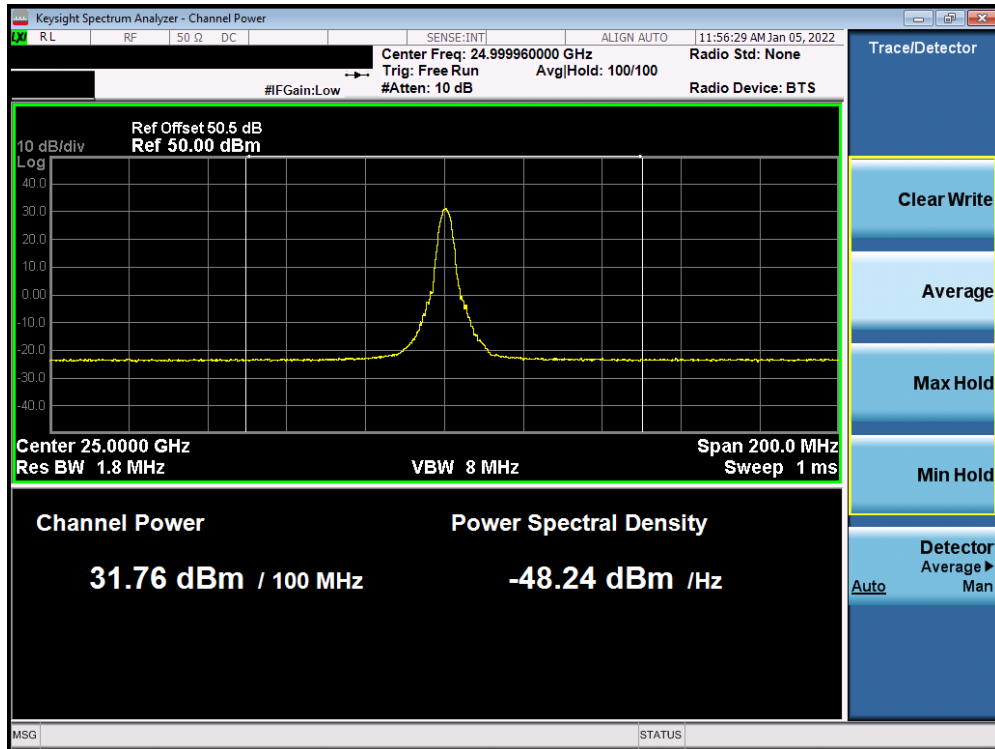 Keysight Spectrum Analyzer - Channel Power
LXI RL RF 50 Ω DC SENSE:INT ALIGN AUTO 11:56:29 AM Jan 05, 2022
Center Freq: 24.999960000 GHz Radio Std: None
Trig: Free Run Avg|Hold: 100/100
#IFGain:Low #Atten: 10 dB Radio Device: BTS
Ref Offset 50.5 dB
10 dB/div Ref 50.00 dBm
Log
40.0
30.0
20.0
10.0
0.00
-10.0
-20.0
-30.0
-40.0
Center 25.0000 GHz Span 200.0 MHz
Res BW 1.8 MHz VBW 8 MHz Sweep 1 ms
Channel Power Power Spectral Density
31.76 dBm / 100 MHz -48.24 dBm /Hz
MSG STATUS
Trace/Detector
Clear Write
Average
Max Hold
Min Hold
Detector
Average
Auto Man